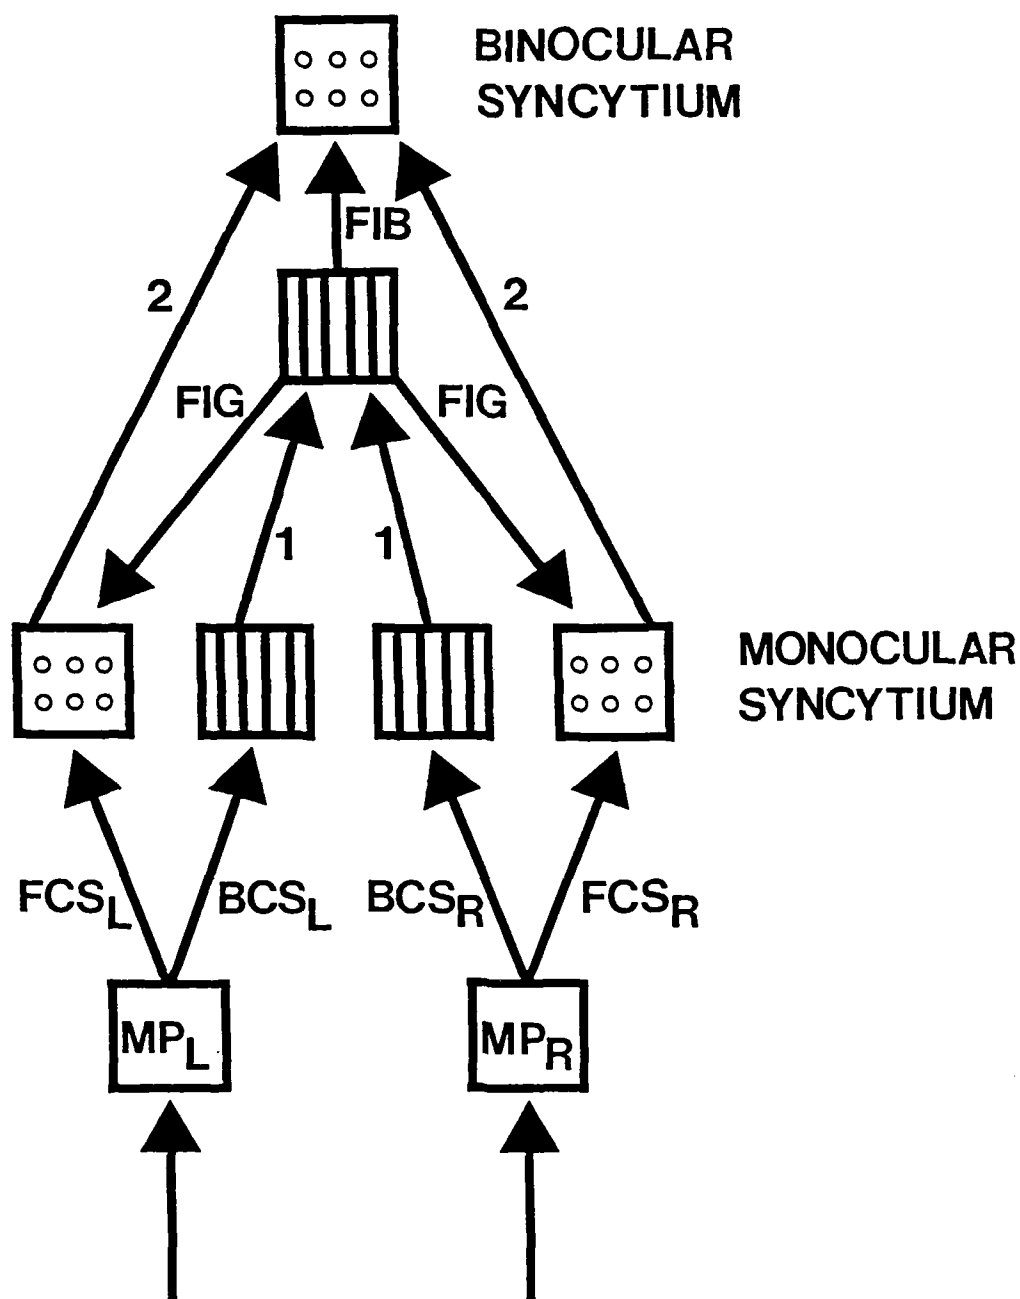 BINOCULAR
SYNCYTIUM
FIB
2
2
FIG
FIG
1
1
MONOCULAR
SYNCYTIUM
FCSL
BCSL
BCSR
FCSR
MPL
MPR